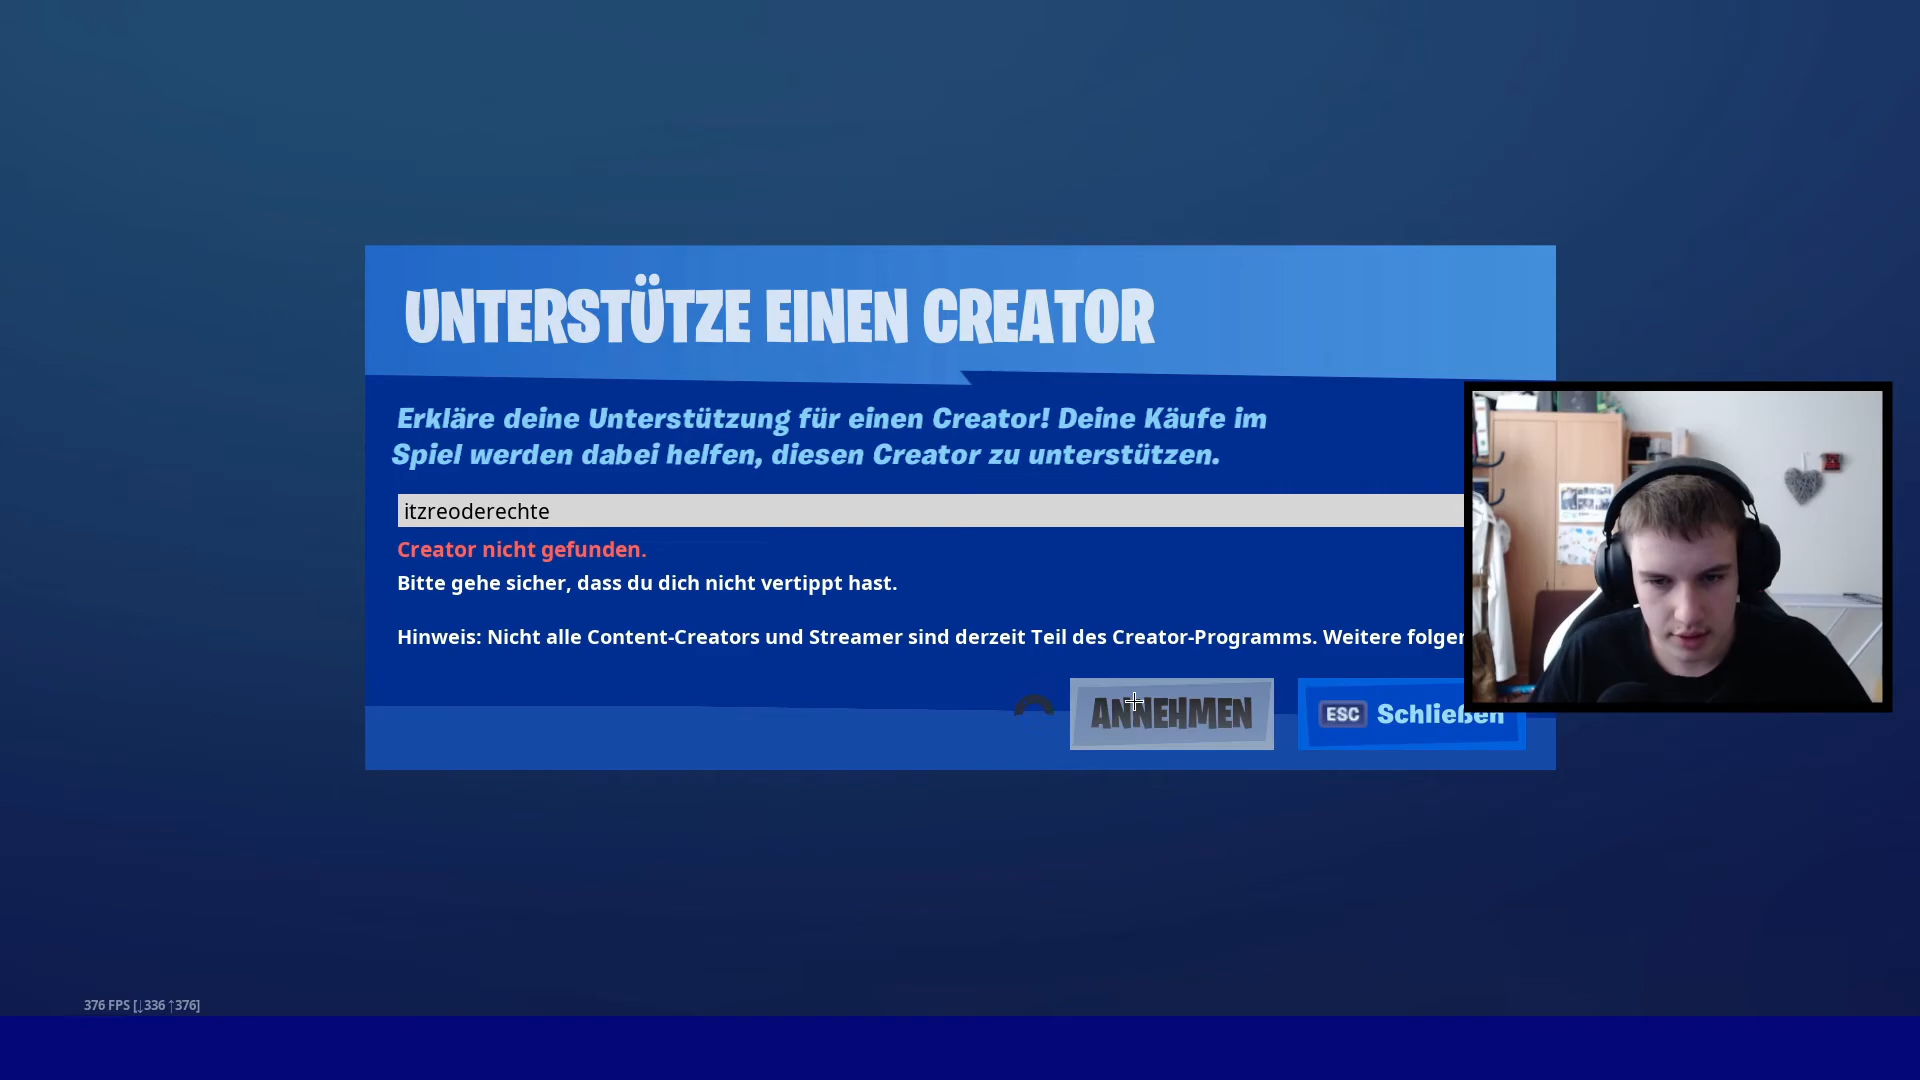 UNTERSTÜTZE EINEN CREATOR
Erkläre deine Unterstützung für einen Creator! Deine Käufe im
Spiel werden dabei helfen, diesen Creator zu unterstützen.
itzreoderechte
Creator nicht gefunden.
Bitte gehe sicher, dass du dich nicht vertippt hast.
Hinweis: Nicht alle Content-Creators und Streamer sind derzeit Teil des Creator-Programms. Weitere folgen
ANNEHMEN
ESC Schließen
376 FPS [↓336 ↑376]